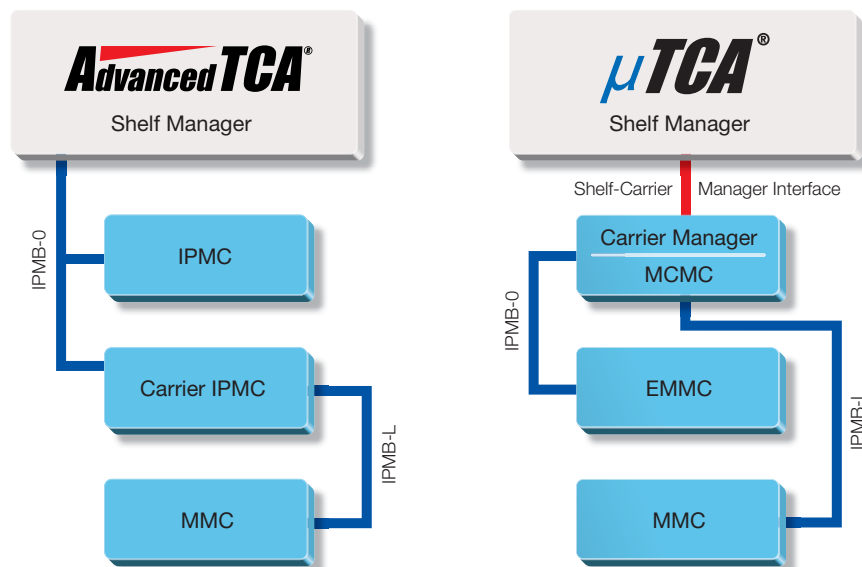 AdvancedTCA®
Shelf Manager
IPMB-0
IPMC
Carrier IPMC
IPMB-L
MMC
µTCA®
Shelf Manager
Shelf-Carrier Manager Interface
Carrier Manager
MCMC
IPMB-0
EMMC
IPMB-L
MMC